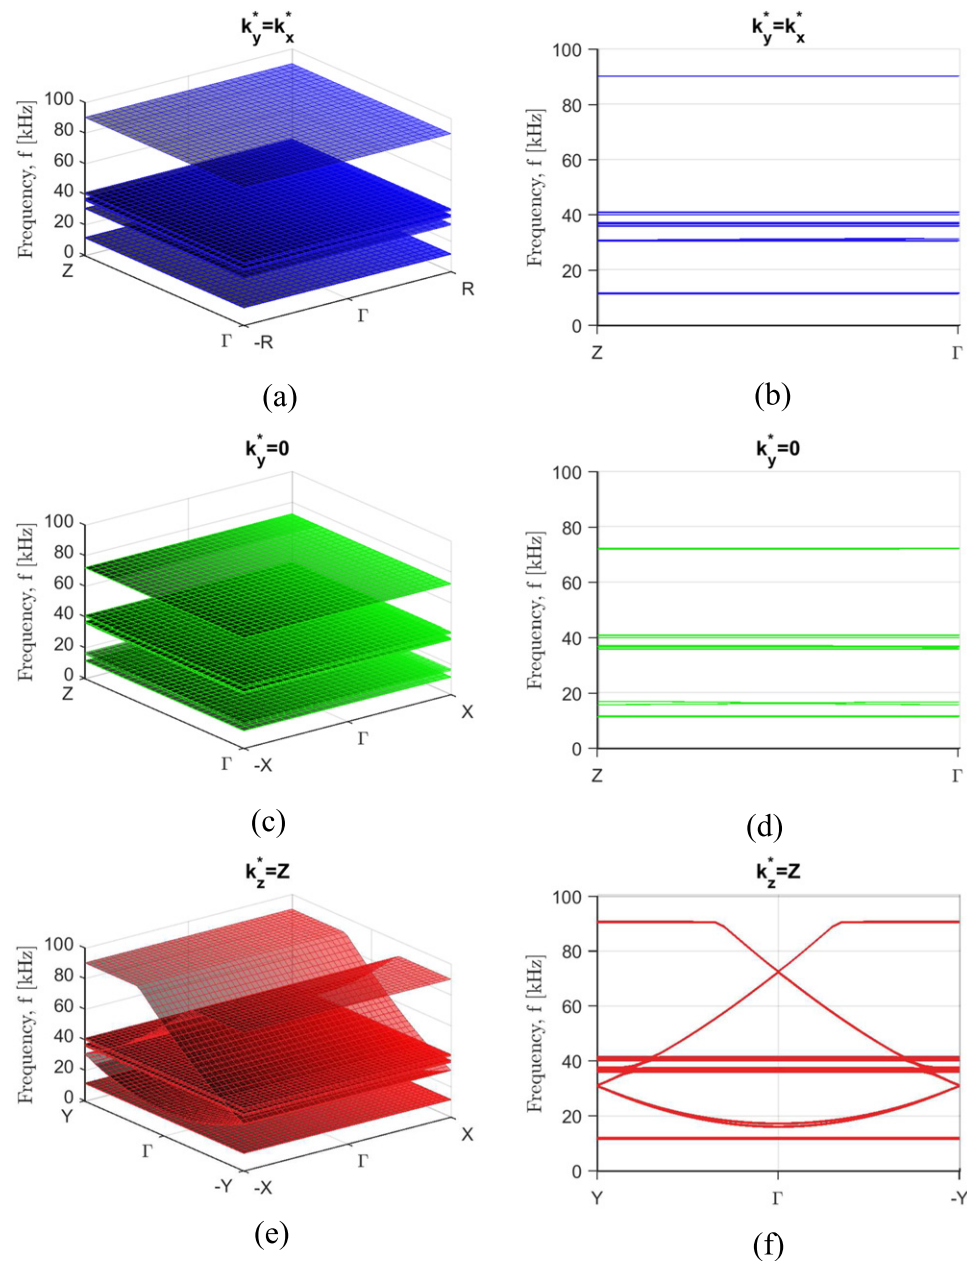 k*y=k*x
k*y=k*x
Frequency, f [kHz]
100
80
60
40
20
0
Z
Γ
-R
Γ
R
Frequency, f [kHz]
100
80
60
40
20
0
Z
Γ
(a)
(b)
k*y=0
k*y=0
Frequency, f [kHz]
100
80
60
40
20
0
Z
Γ
-X
Γ
X
Frequency, f [kHz]
100
80
60
40
20
0
Z
Γ
(c)
(d)
k*z=Z
k*z=Z
Frequency, f [kHz]
100
80
60
40
20
0
Y
Γ
-Y
-X
Γ
X
Frequency, f [kHz]
100
80
60
40
20
0
Y
Γ
-Y
(e)
(f)